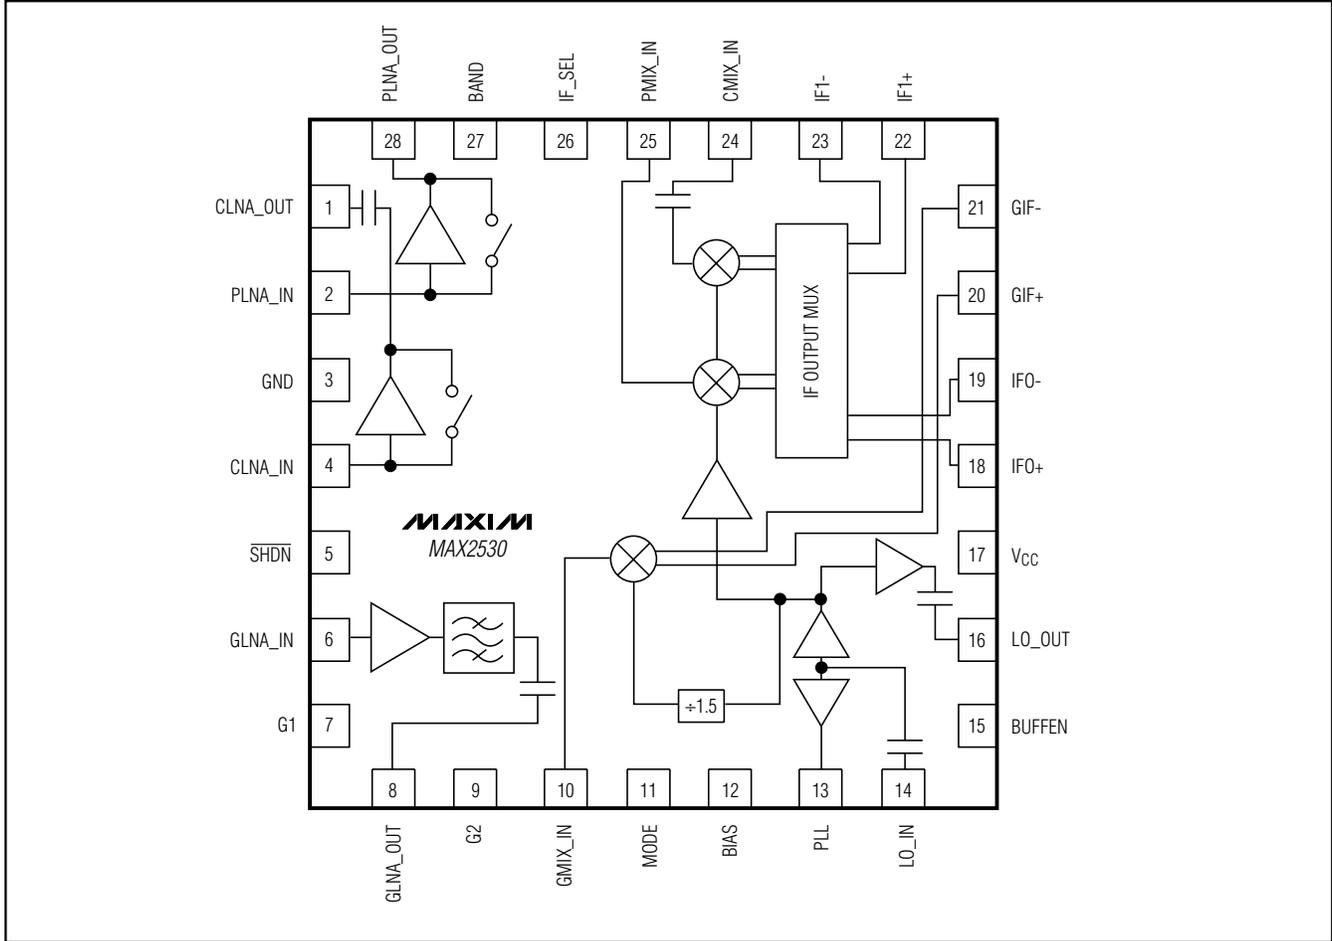 PLNA_OUT
BAND
IF_SEL
PMIX_IN
CMIX_IN
IF1-
IF1+
28
27
26
25
24
23
22
CLNA_OUT
1
PLNA_IN
2
GND
3
CLNA_IN
4
SHDN
5
GLNA_IN
6
G1
7
MAXIM
MAX2530
IF OUTPUT MUX
÷1.5
21
GIF-
20
GIF+
19
IF0-
18
IF0+
17
VCC
16
LO_OUT
15
BUFFEN
8
9
10
11
12
13
14
GLNA_OUT
G2
GMIX_IN
MODE
BIAS
PLL
LO_IN